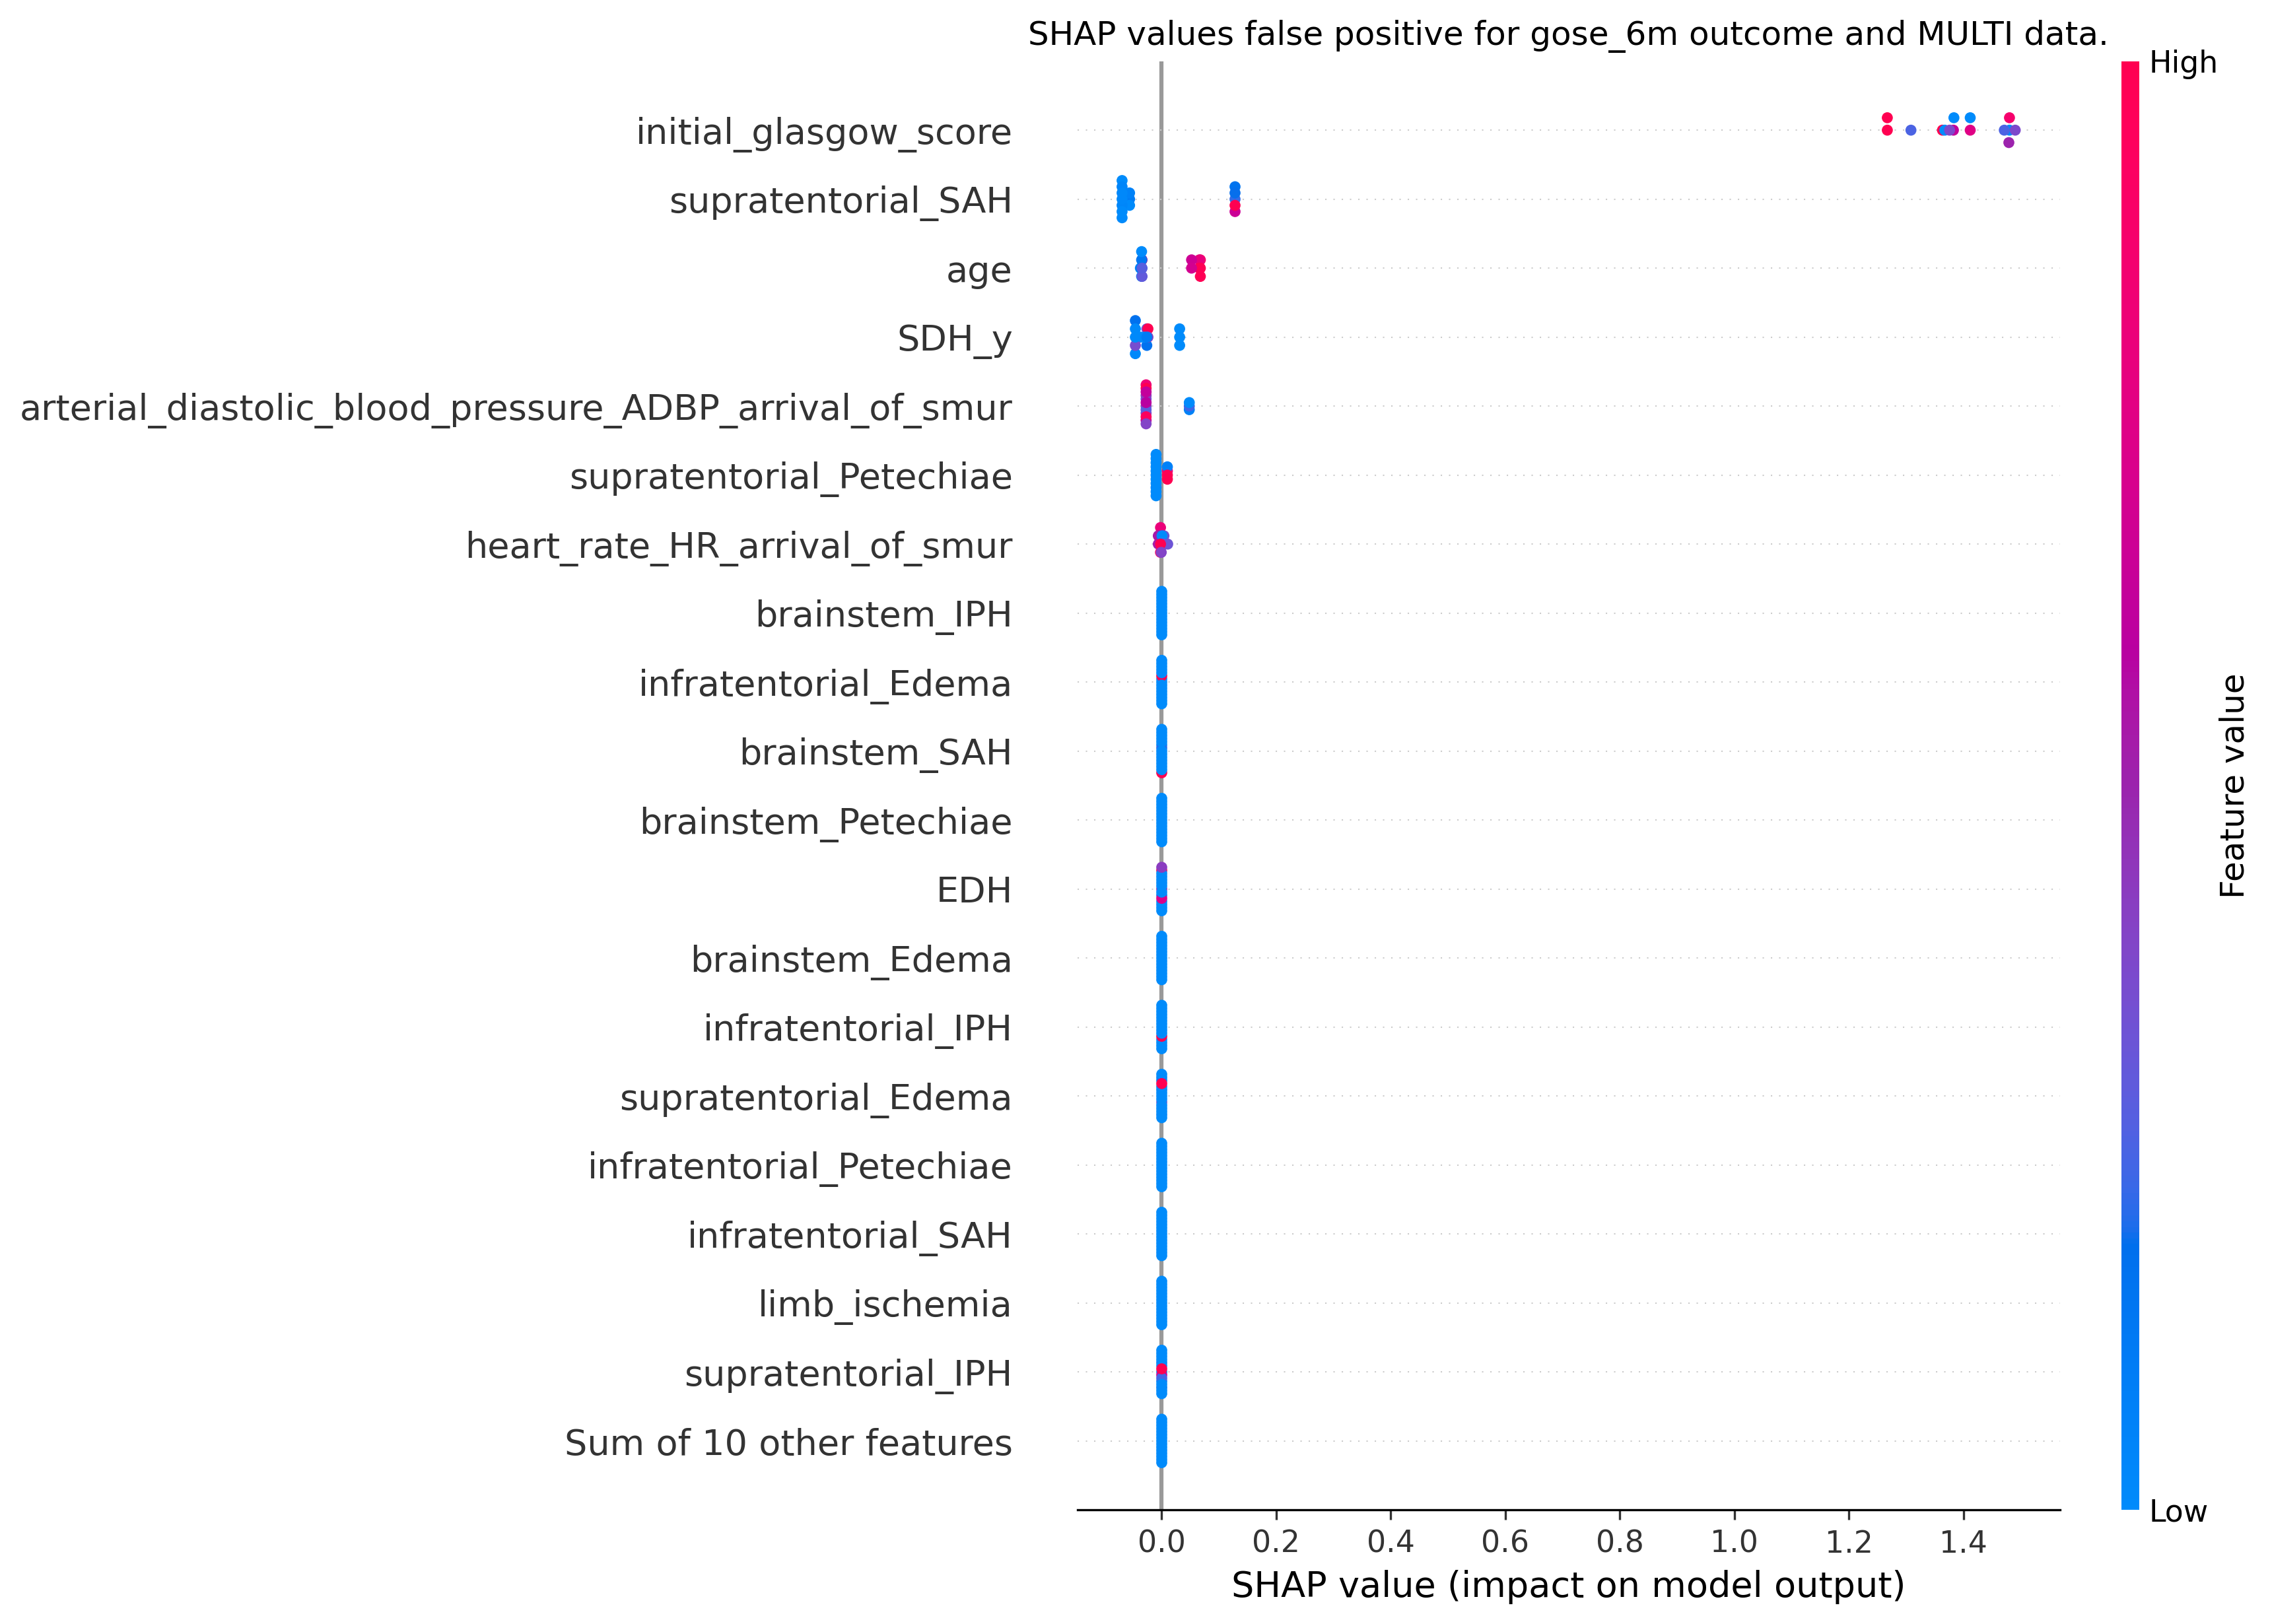 SHAP values false positive for gose_6m outcome and MULTI data.
High
initial_glasgow_score
supratentorial_SAH
age
SDH_y
arterial_diastolic_blood_pressure_ADBP_arrival_of_smur
supratentorial_Petechiae
heart_rate_HR_arrival_of_smur
brainstem_IPH
infratentorial_Edema
brainstem_SAH
brainstem_Petechiae
EDH
brainstem_Edema
infratentorial_IPH
supratentorial_Edema
infratentorial_Petechiae
infratentorial_SAH
limb_ischemia
supratentorial_IPH
Sum of 10 other features
Feature value
Low
0.0 0.2 0.4 0.6 0.8 1.0 1.2 1.4
SHAP value (impact on model output)